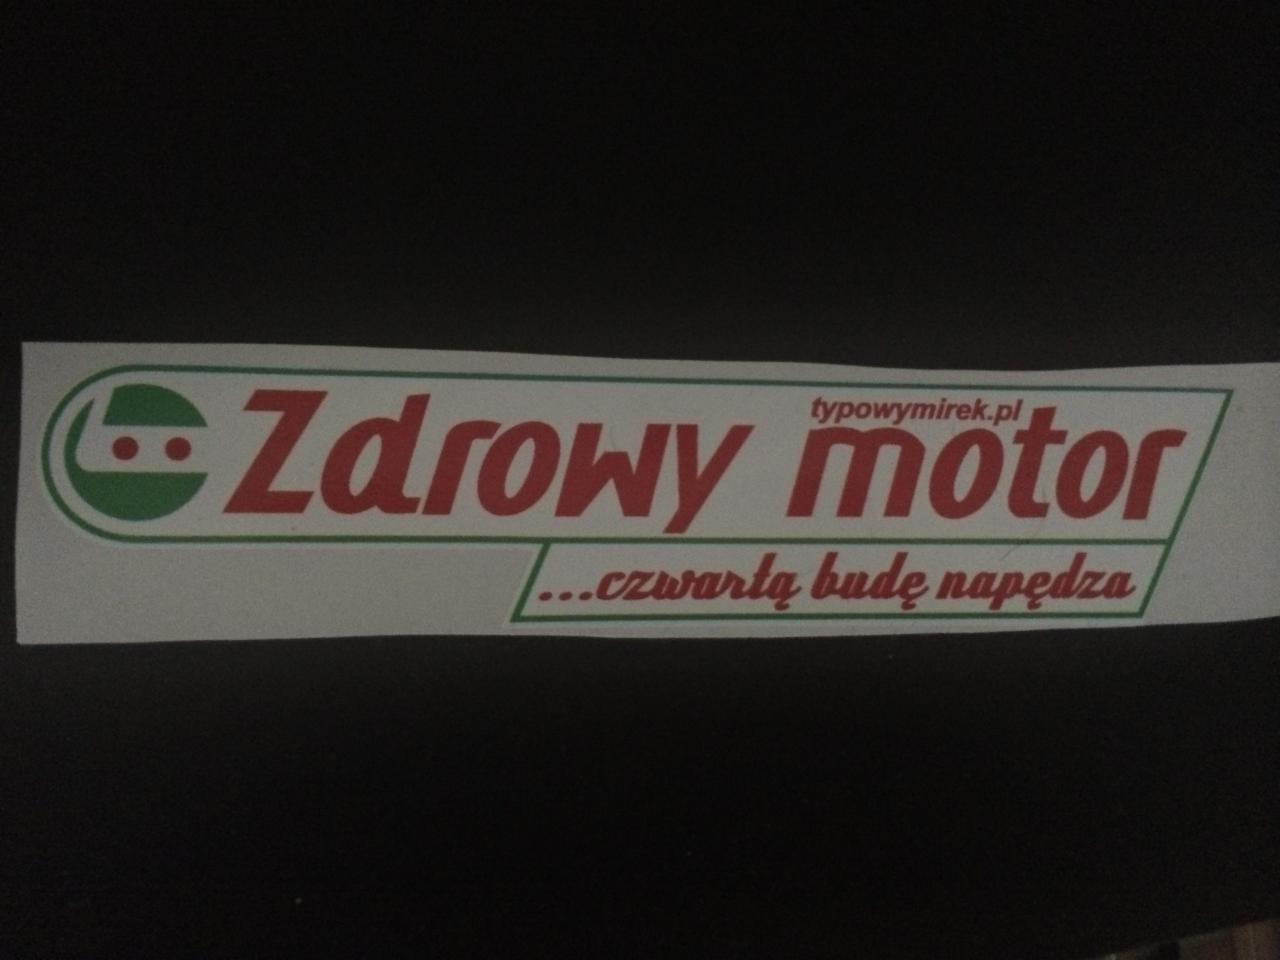 typowymirek.pl
Zdrowy motor
...czwartą budę napędza